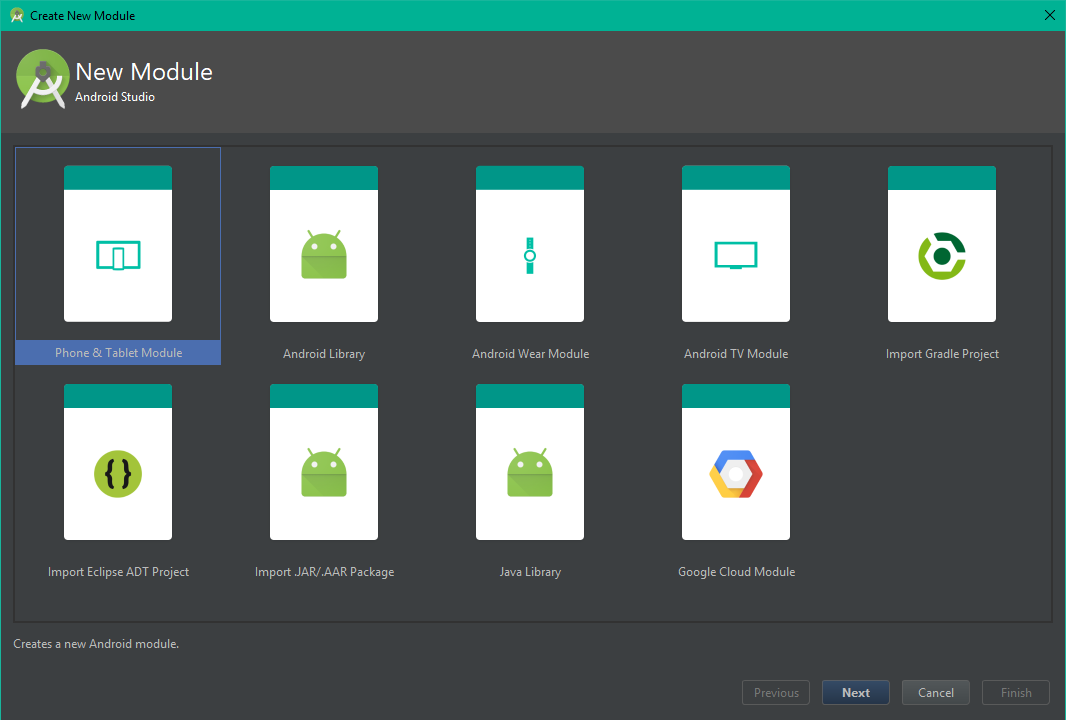 Create New Module
New Module
Android Studio
Phone & Tablet Module
Android Library
Android Wear Module
Android TV Module
Import Gradle Project
{}
Import Eclipse ADT Project
Import .JAR/.AAR Package
Java Library
Google Cloud Module
Creates a new Android module.
Previous
Next
Cancel
Finish